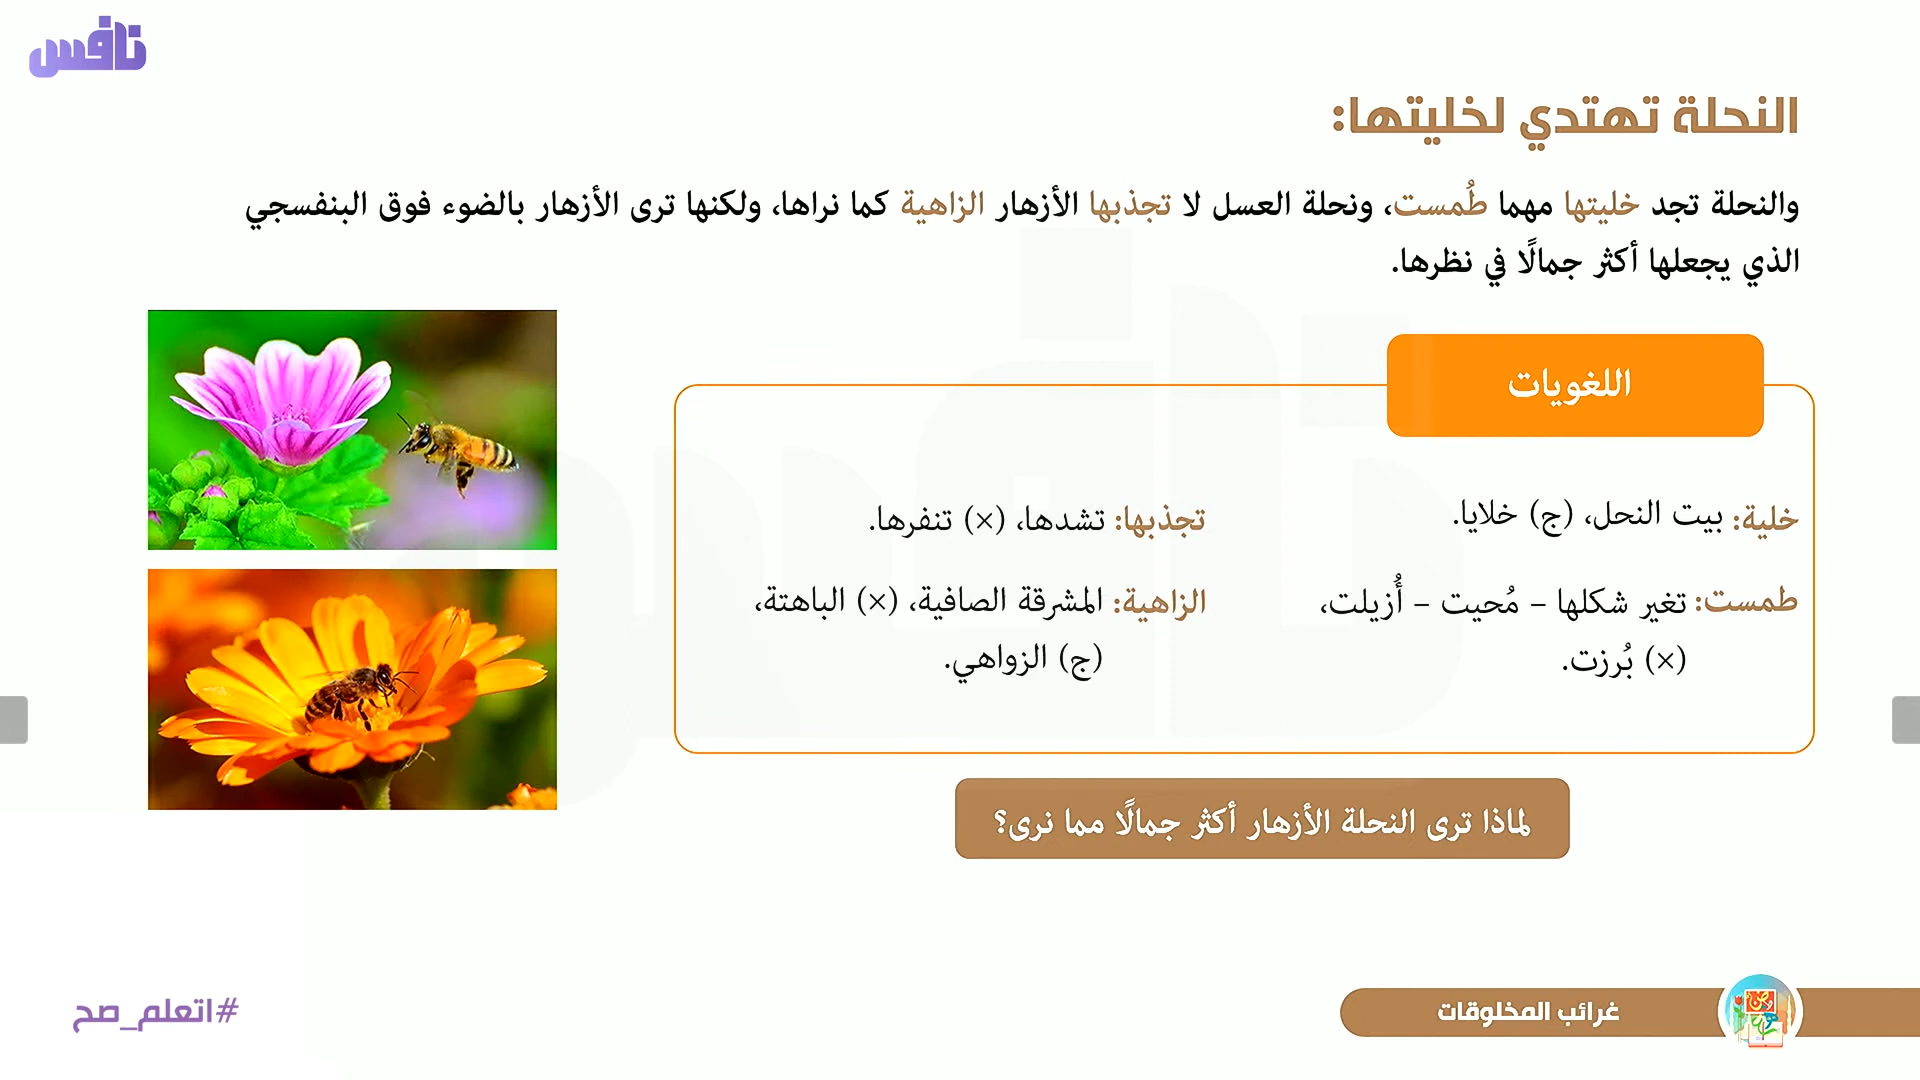 نافس
النحلة تهتدي لخليتها:
والنحلة تجد خليتها مهما طُمست، ونحلة العسل لا تجذبها الأزهار الزاهية كما نراها، ولكنها ترى الأزهار بالضوء فوق البنفسجي
الذي يجعلها أكثر جمالًا في نظرها.
اللغويات
خلية: بيت النحل، (ج) خلايا.
تجذبها: تشدها، (×) تنفرها.
طمست: تغير شكلها – مُحيت – أُزيلت،
(×) بُرزت.
الزاهية: المشرقة الصافية، (×) الباهتة،
(ج) الزواهي.
لماذا ترى النحلة الأزهار أكثر جمالًا مما نرى؟
غرائب المخلوقات
#اتعلم_صح